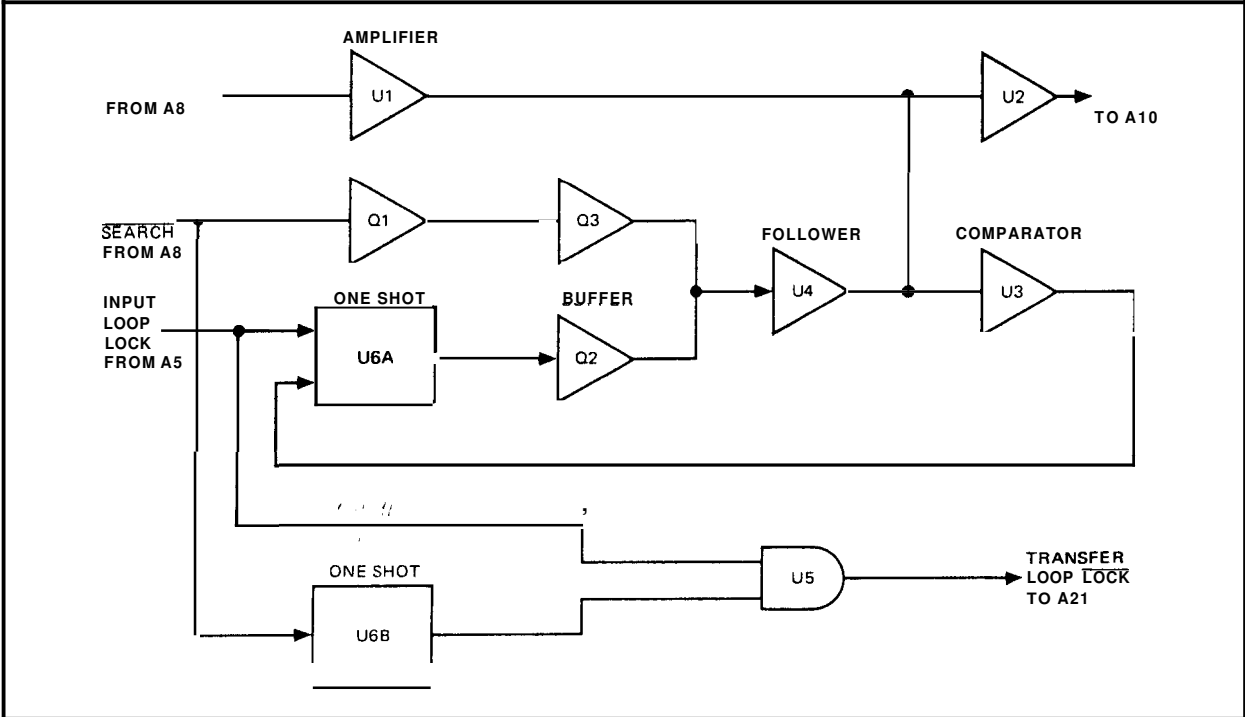 AMPLIFIER
U1
U2
FROM A8
TO A10
SEARCH
FROM A8
Q1
Q3
FOLLOWER
COMPARATOR
U4
U3
INPUT
LOOP
LOCK
FROM A5
ONE SHOT
U6A
BUFFER
Q2
ONE SHOT
U6B
U5
TRANSFER
LOOP LOCK
TO A21